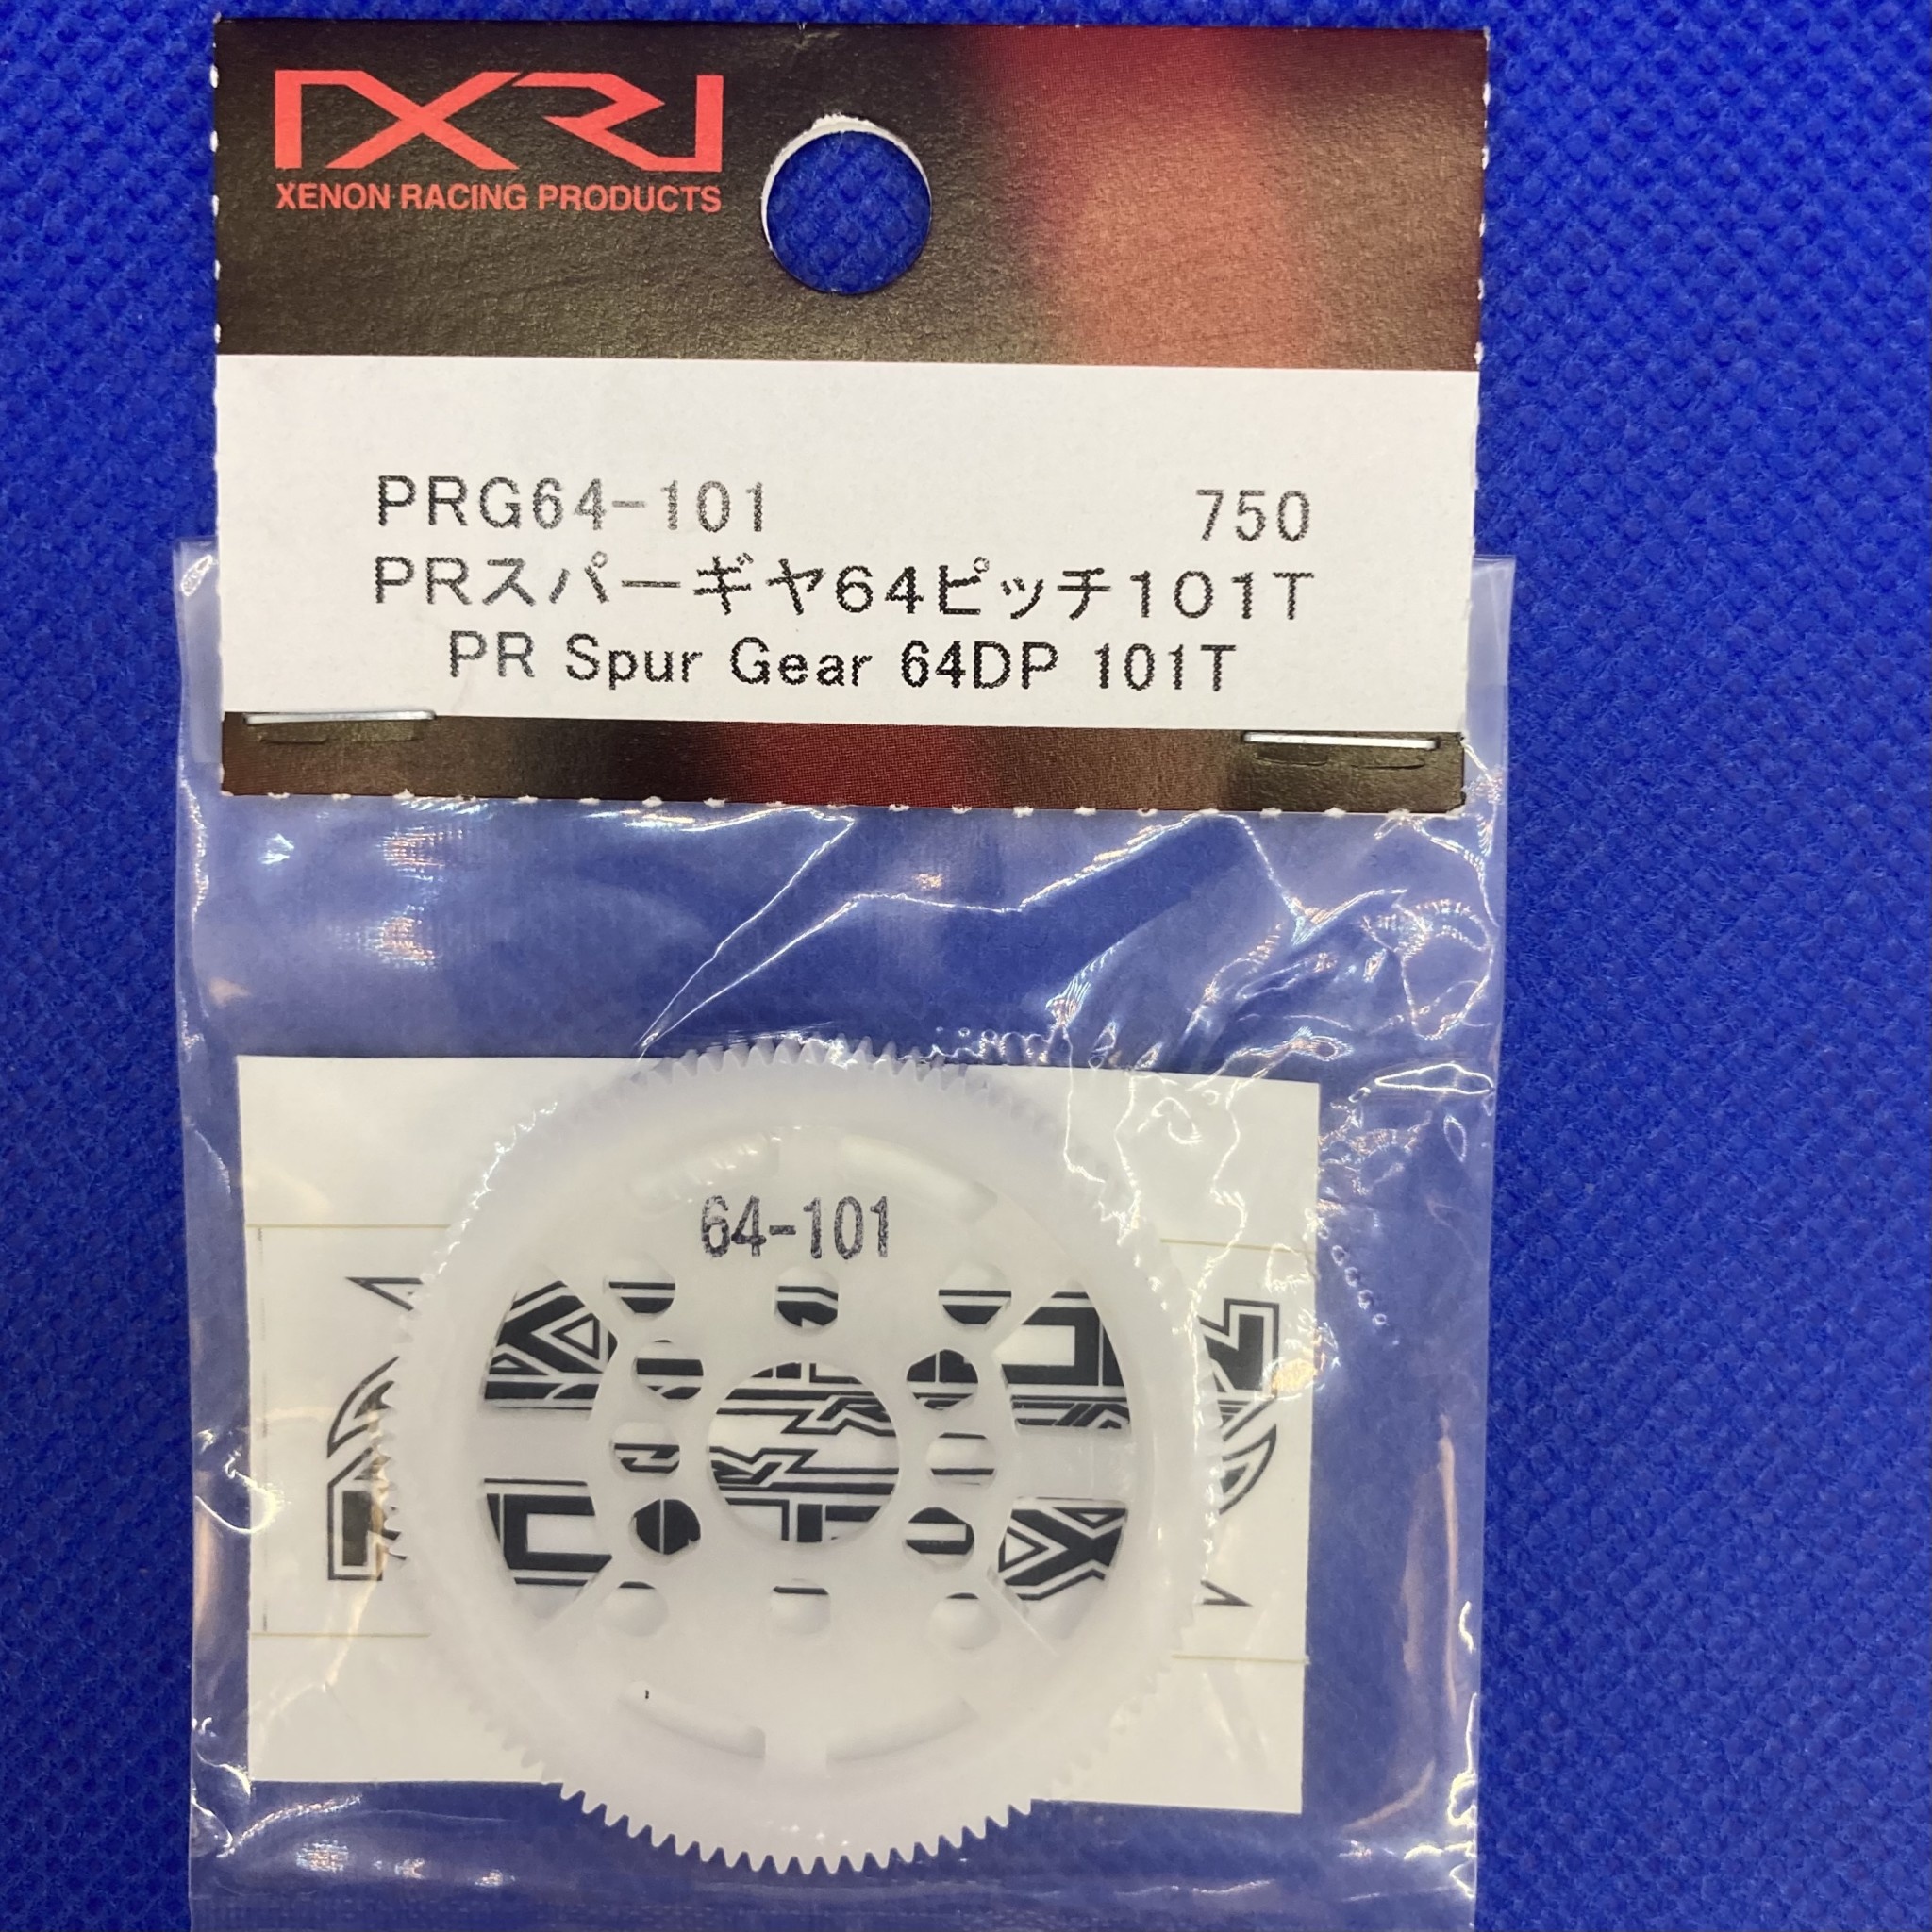 XRJ
XENON RACING PRODUCTS
PRG64-101 750
PRスパーギヤ64ピッチ101T
PR Spur Gear 64DP 101T
64-101